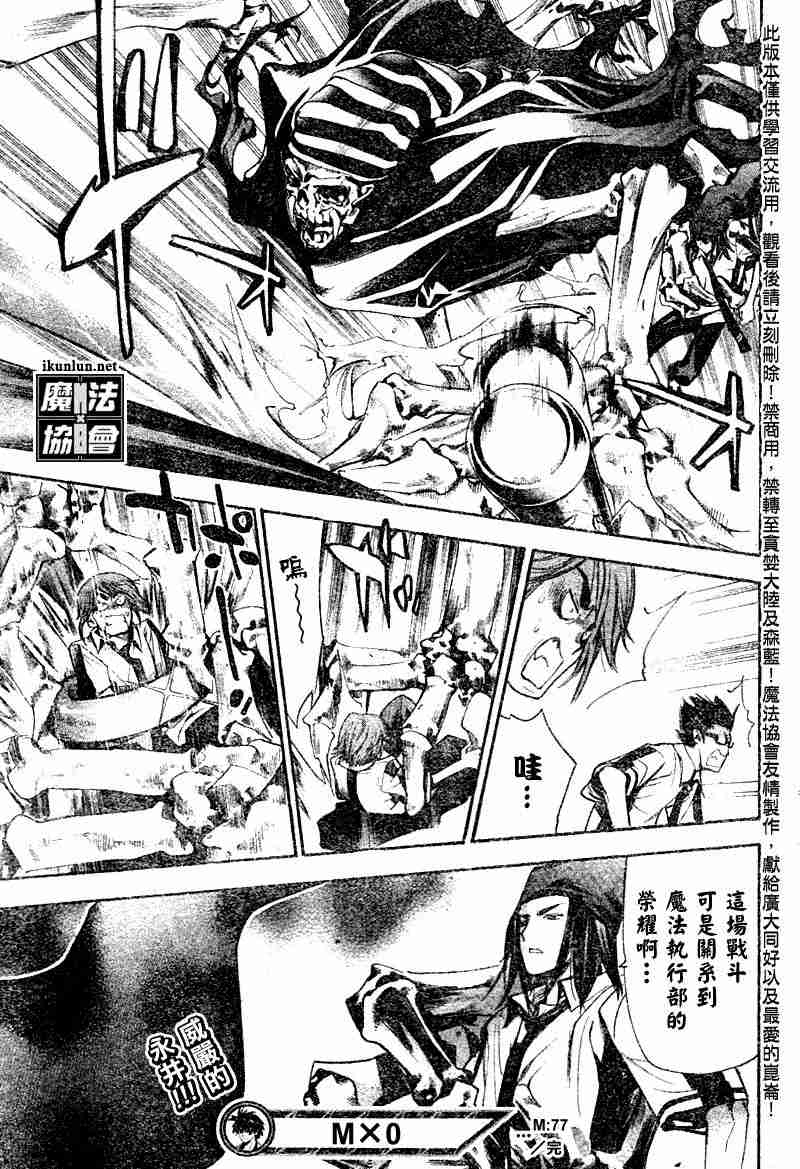 此版本僅供學習交流用，觀看後請立刻刪除！禁商用，禁轉至貪婪大陸及森藍！魔法協會友情製作，獻給廣大同好以及最愛的崑崙！
ikunlun.net
魔法
協會
哇…
嗚～
這場戰斗
可是關系到
魔法執行部的
榮耀啊…
威嚴的
永井!!!
M×0
M:77
…完